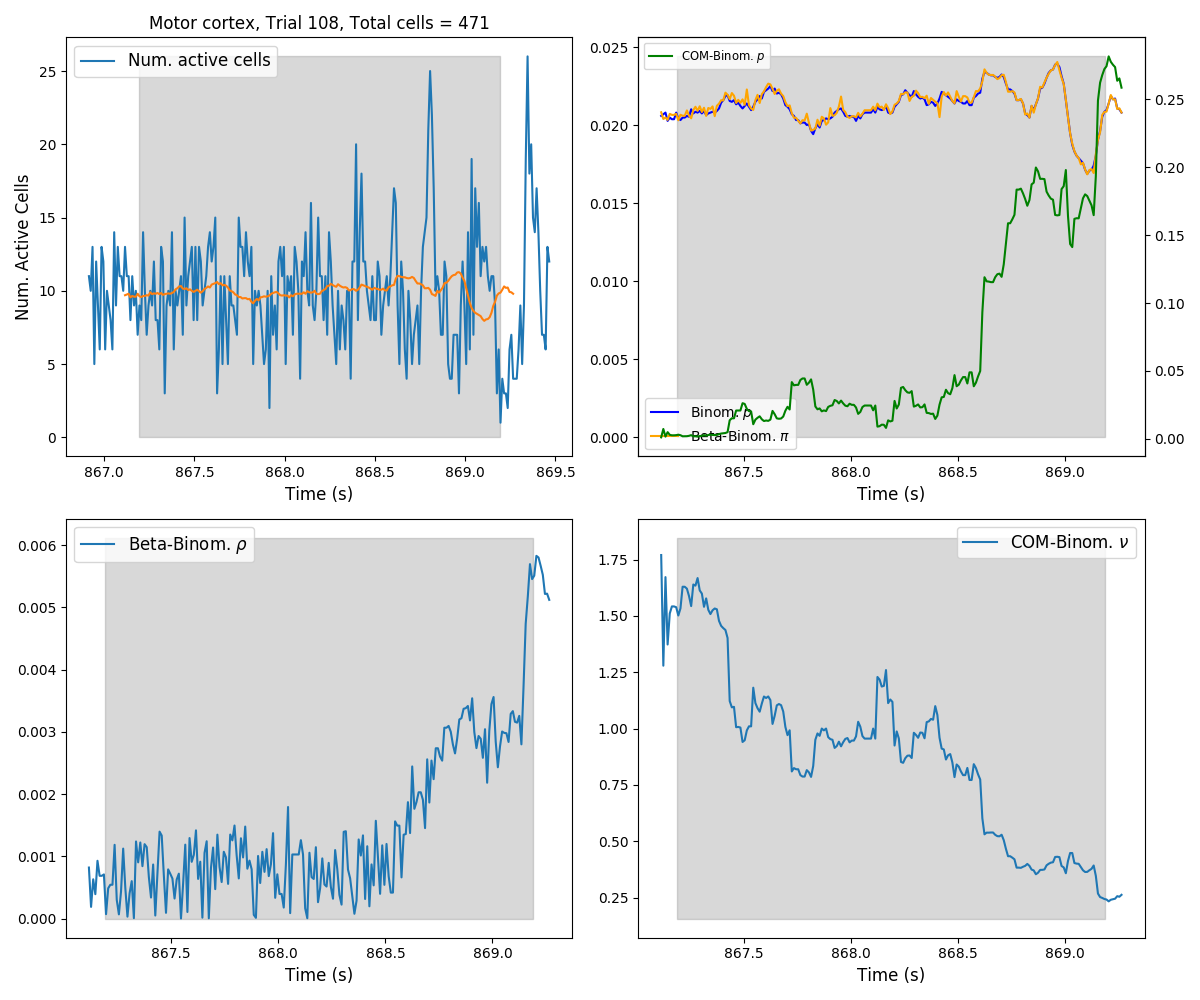 Motor cortex, Trial 108, Total cells = 471
Num. active cells
Num. Active Cells
25
20
15
10
5
0
867.0 867.5 868.0 868.5 869.0 869.5
Time (s)
COM-Binom. p
0.025
0.020
0.015
0.010
0.005
0.000
0.25
0.20
0.15
0.10
0.05
0.00
Binom. p
Beta-Binom. π
867.5 868.0 868.5 869.0
Time (s)
Beta-Binom. ρ
0.006
0.005
0.004
0.003
0.002
0.001
0.000
867.5 868.0 868.5 869.0
Time (s)
COM-Binom. ν
1.75
1.50
1.25
1.00
0.75
0.50
0.25
867.5 868.0 868.5 869.0
Time (s)